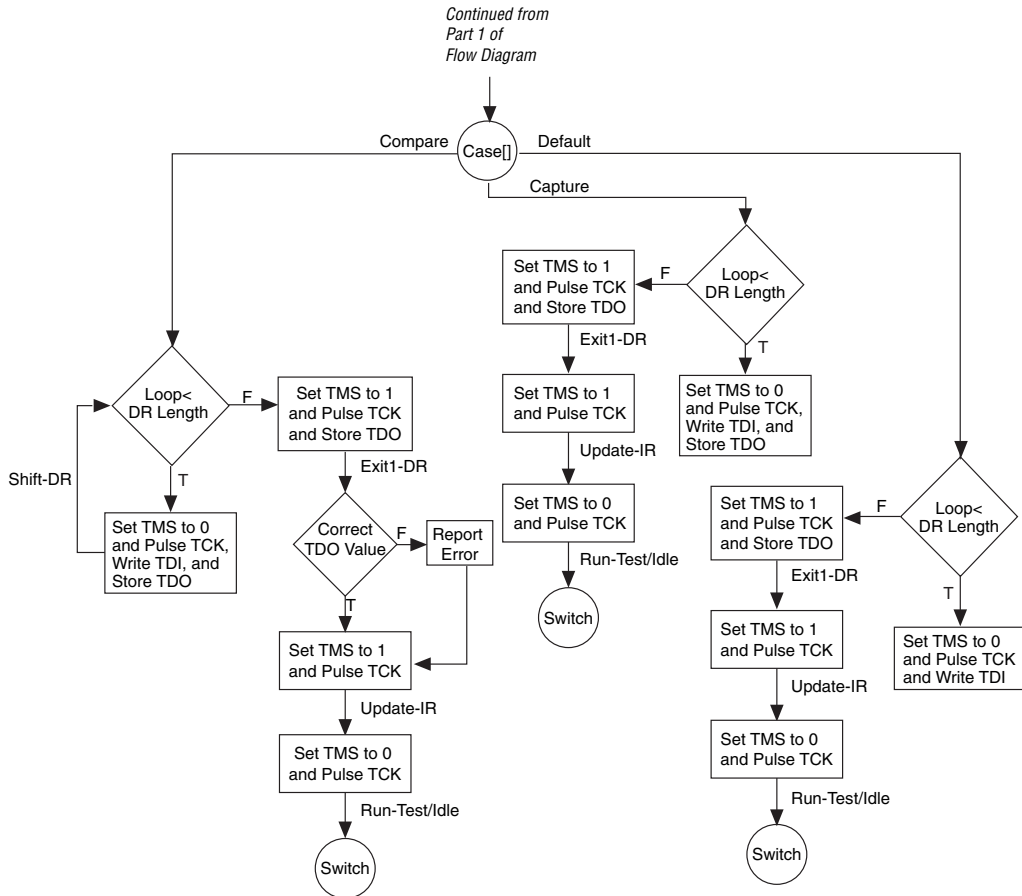 Continued from
Part 1 of
Flow Diagram
Compare
Case[]
Default
Capture
Loop<
DR Length
F
T
Set TMS to 1
and Pulse TCK
and Store TDO
Exit1-DR
Set TMS to 1
and Pulse TCK
Update-IR
Set TMS to 0
and Pulse TCK
Run-Test/Idle
Switch
Set TMS to 0
and Pulse TCK,
Write TDI, and
Store TDO
Loop<
DR Length
F
T
Shift-DR
Set TMS to 0
and Pulse TCK,
Write TDI, and
Store TDO
Set TMS to 1
and Pulse TCK
and Store TDO
Exit1-DR
Correct
TDO Value
F
Report
Error
T
Set TMS to 1
and Pulse TCK
Update-IR
Set TMS to 0
and Pulse TCK
Run-Test/Idle
Switch
Loop<
DR Length
F
T
Set TMS to 1
and Pulse TCK
and Store TDO
Exit1-DR
Set TMS to 1
and Pulse TCK
Update-IR
Set TMS to 0
and Pulse TCK
Run-Test/Idle
Switch
Set TMS to 0
and Pulse TCK
and Write TDI